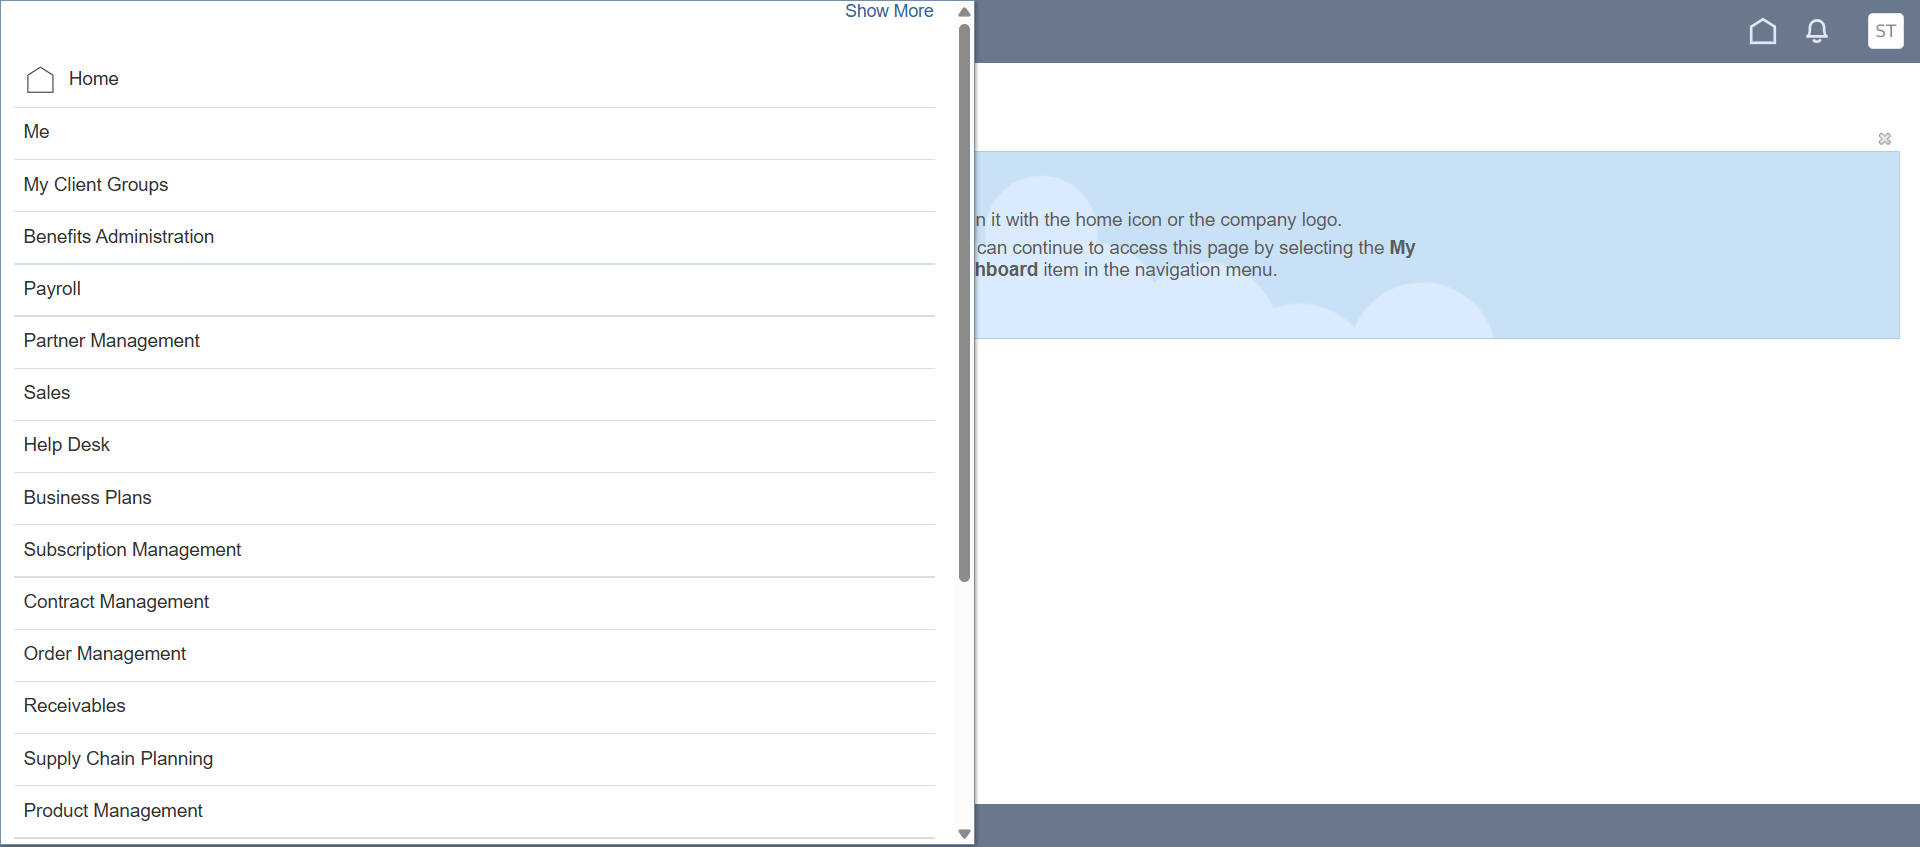 Show More
ST
Home
Me
My Client Groups
Benefits Administration
Payroll
Partner Management
Sales
Help Desk
Business Plans
Subscription Management
Contract Management
Order Management
Receivables
Supply Chain Planning
Product Management
n it with the home icon or the company logo.
can continue to access this page by selecting the My
hboard item in the navigation menu.